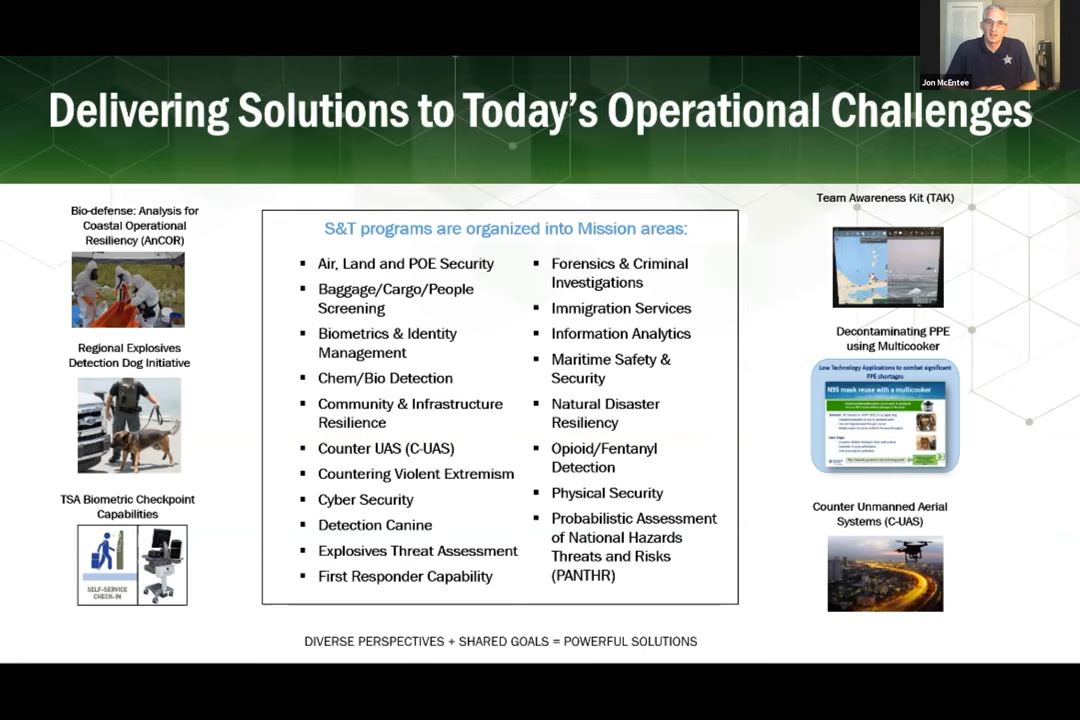 Jon McEntee
Delivering Solutions to Today's Operational Challenges
Bio-defense: Analysis for
Coastal Operational
Resiliency (AnCOR)
Regional Explosives
Detection Dog Initiative
TSA Biometric Checkpoint
Capabilities
SELF-SERVICE
CHECK-IN
S&T programs are organized into Mission areas:
▪ Air, Land and POE Security
▪ Baggage/Cargo/People
Screening
▪ Biometrics & Identity
Management
▪ Chem/Bio Detection
▪ Community & Infrastructure
Resilience
▪ Counter UAS (C-UAS)
▪ Countering Violent Extremism
▪ Cyber Security
▪ Detection Canine
▪ Explosives Threat Assessment
▪ First Responder Capability
▪ Forensics & Criminal
Investigations
▪ Immigration Services
▪ Information Analytics
▪ Maritime Safety &
Security
▪ Natural Disaster
Resiliency
▪ Opioid/Fentanyl
Detection
▪ Physical Security
▪ Probabilistic Assessment
of National Hazards
Threats and Risks
(PANTHR)
Team Awareness Kit (TAK)
Decontaminating PPE
using Multicooker
Low Technology Applications to combat significant
PPE shortages
N95 mask reuse with a multicooker
Counter Unmanned Aerial
Systems (C-UAS)
DIVERSE PERSPECTIVES + SHARED GOALS = POWERFUL SOLUTIONS